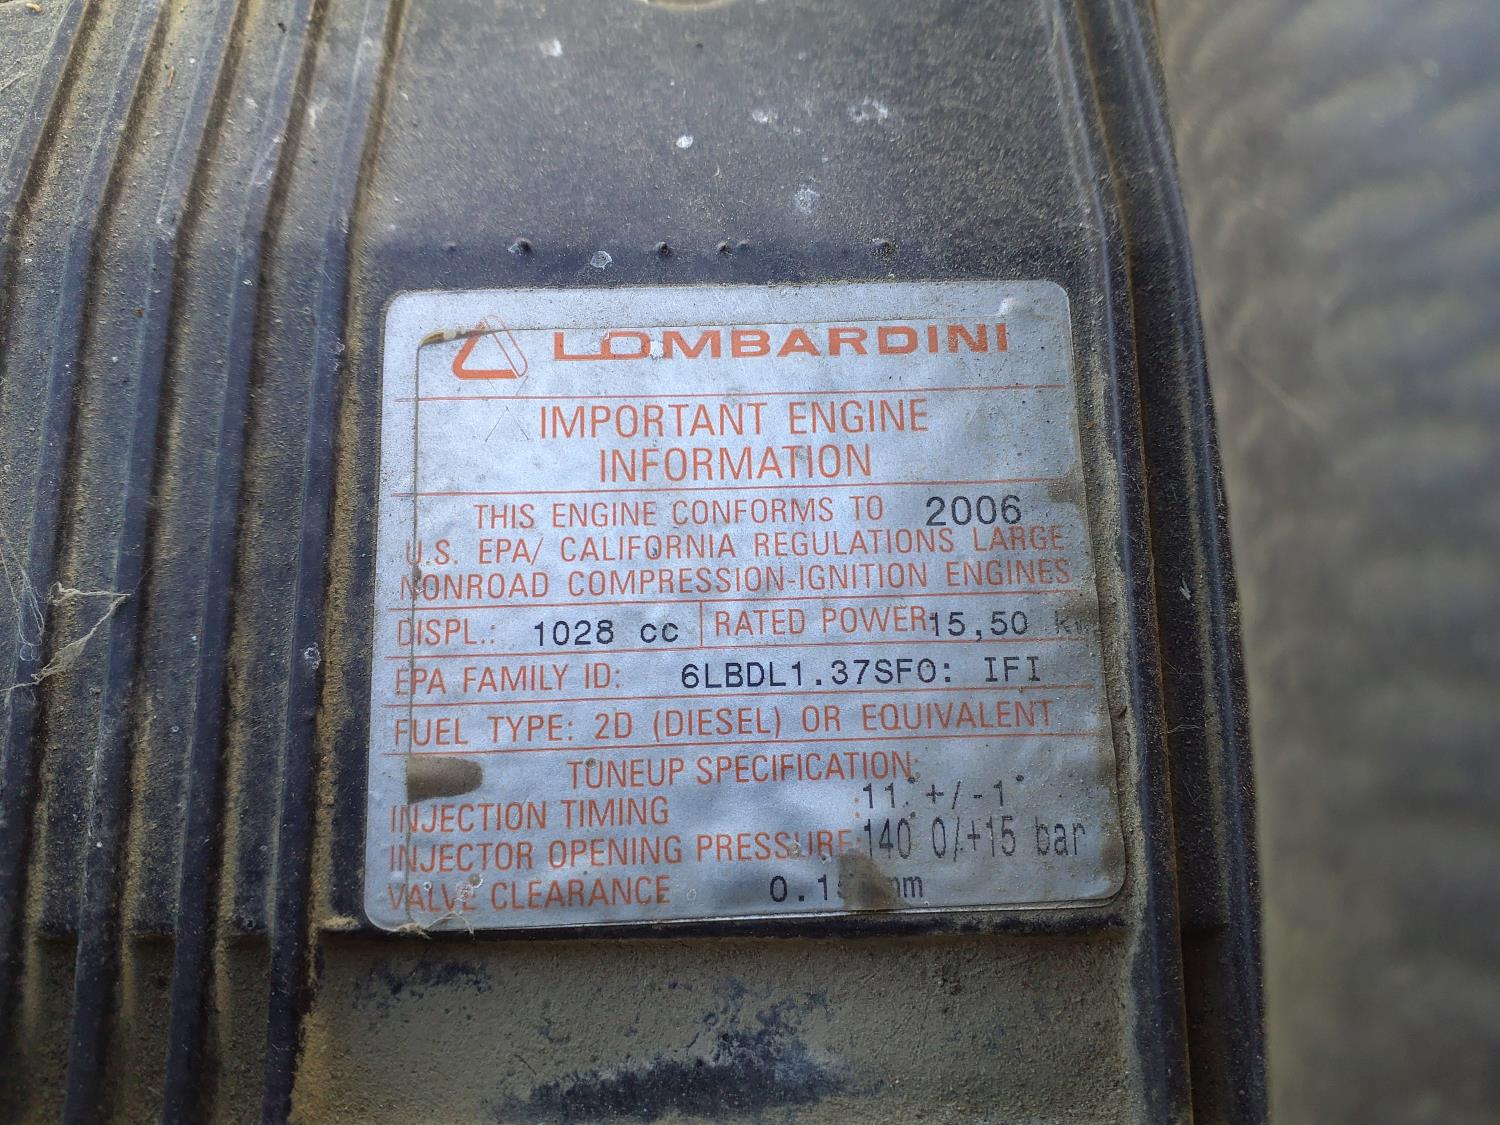 LOMBARDINI
IMPORTANT ENGINE
INFORMATION
THIS ENGINE CONFORMS TO 2006
U.S. EPA/ CALIFORNIA REGULATIONS LARGE
NONROAD COMPRESSION-IGNITION ENGINES
DISPL.: 1028 cc RATED POWER: 15,50
EPA FAMILY ID: 6LBDL1.37SF0: IFI
FUEL TYPE: 2D (DIESEL) OR EQUIVALENT
TUNEUP SPECIFICATION:
INJECTION TIMING :11°+/-1°
INJECTOR OPENING PRESSURE:140 0/+15 bar
VALVE CLEARANCE